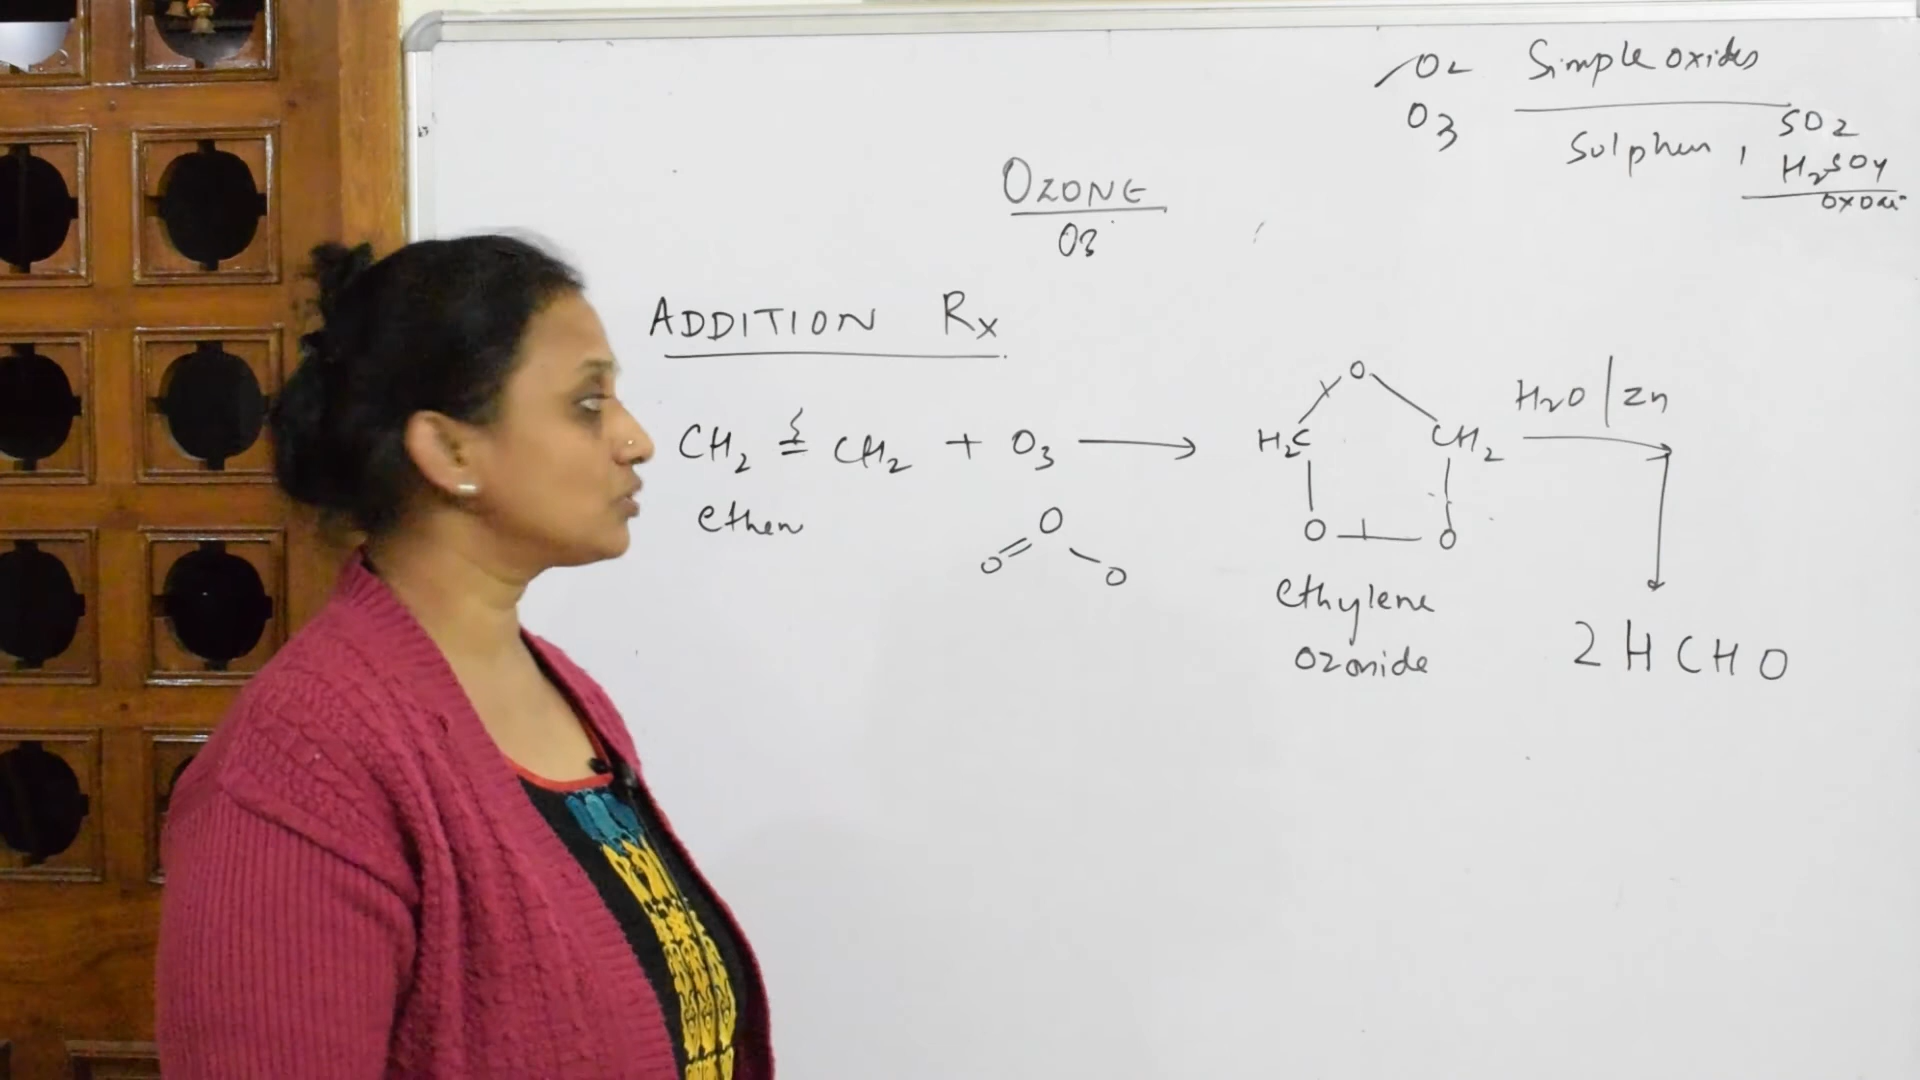 O2 Simple oxides
O3 Sulphur, SO2
H2SO4
OZONE
O3
ADDITION Rx
CH2 = CH2 + O3 → H2C O CH2 H2O / Zn
O O
ethen
O
O = O - O
ethylene
ozonide
2 HCHO